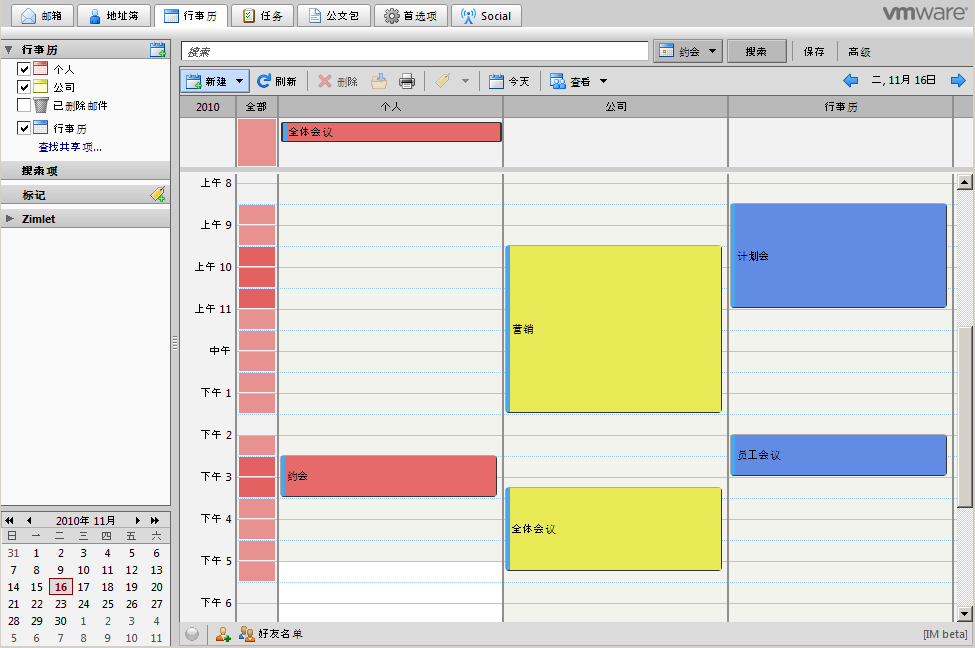 邮箱 地址簿 行事历 任务 公文包 首选项 Social vmware®
行事历
个人
公司
已删除邮件
行事历
查找共享项...
搜索项
标记
Zimlet
搜索 约会 搜索 保存 高级
新建 刷新 删除 今天 查看 二, 11月 16日
2010 全部 个人 公司 行事历
全体会议
上午 8
上午 9
上午 10
上午 11
中午
下午 1
下午 2
下午 3
下午 4
下午 5
下午 6
约会
营销
全体会议
计划会
员工会议
2010年 11月
日 一 二 三 四 五 六
31 1 2 3 4 5 6
7 8 9 10 11 12 13
14 15 16 17 18 19 20
21 22 23 24 25 26 27
28 29 30 1 2 3 4
5 6 7 8 9 10 11
好友名单 [IM beta]